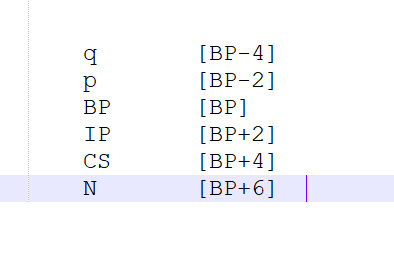 q [BP-4]
p [BP-2]
BP [BP]
IP [BP+2]
CS [BP+4]
N [BP+6]